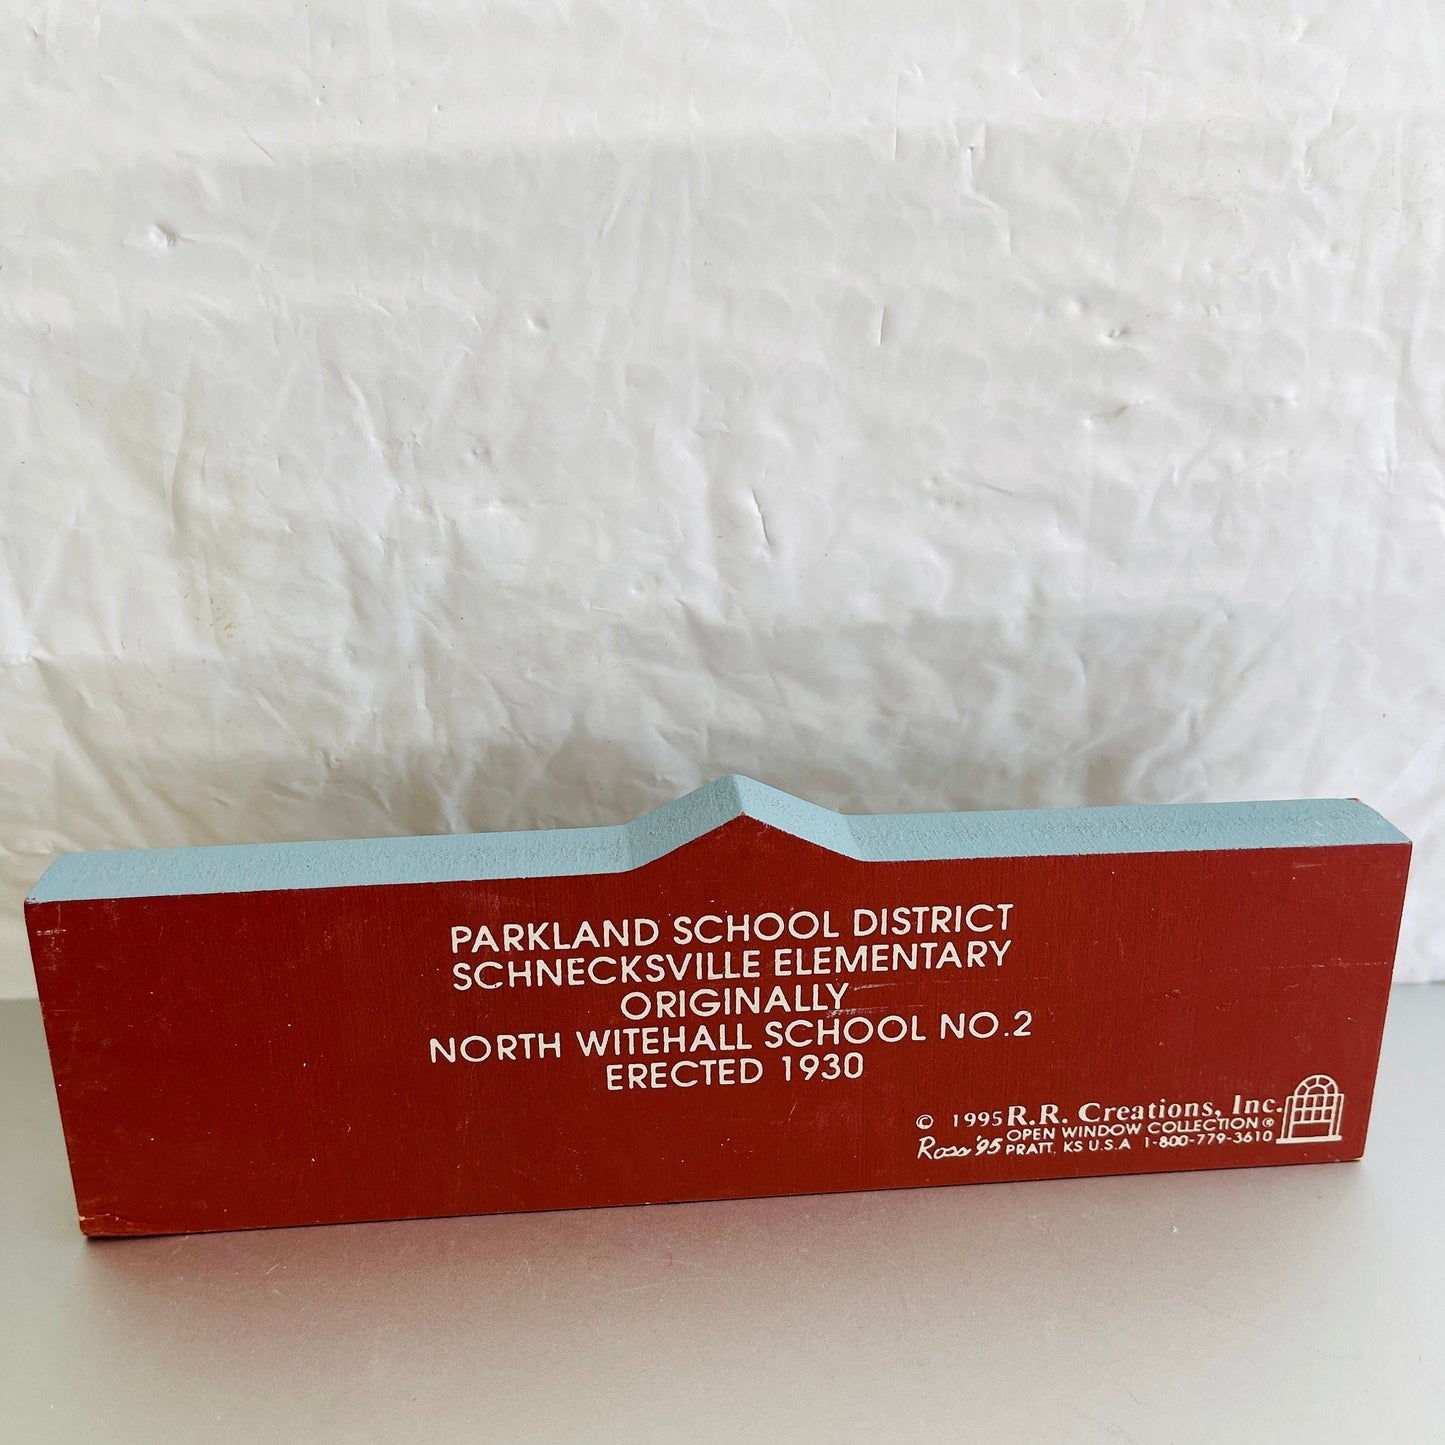 PARKLAND SCHOOL DISTRICT
SCHNECKSVILLE ELEMENTARY
ORIGINALLY
NORTH WITEHALL SCHOOL NO.2
ERECTED 1930
© 1995 R.R. Creations, Inc.
OPEN WINDOW COLLECTION ®
Ross '95 PRATT, KS U.S.A 1-800-779-3610